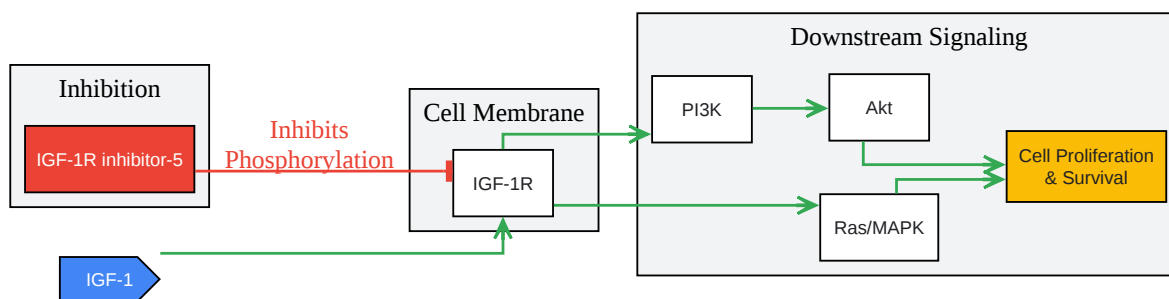 Inhibition
IGF-1R inhibitor-5
Inhibits
Phosphorylation
IGF-1
Cell Membrane
IGF-1R
Downstream Signaling
PI3K
Akt
Ras/MAPK
Cell Proliferation
& Survival